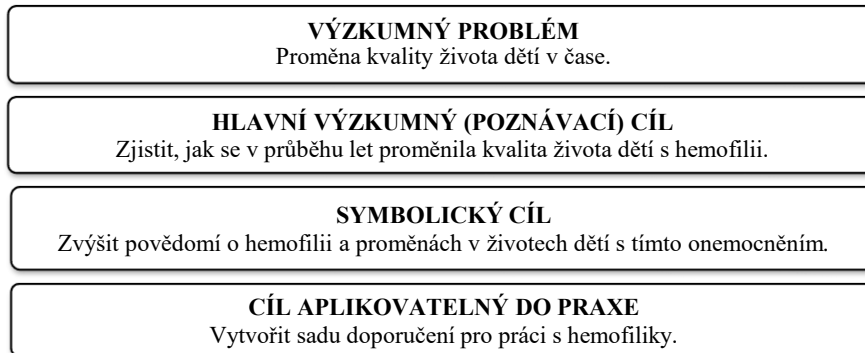 VÝZKUMNÝ PROBLÉM
Proměna kvality života dětí v čase.
HLAVNÍ VÝZKUMNÝ (POZNÁVACÍ) CÍL
Zjistit, jak se v průběhu let proměnila kvalita života dětí s hemofilii.
SYMBOLICKÝ CÍL
Zvýšit povědomí o hemofilii a proměnách v životech dětí s tímto onemocněním.
CÍL APLIKOVATELNÝ DO PRAXE
Vytvořit sadu doporučení pro práci s hemofiliky.